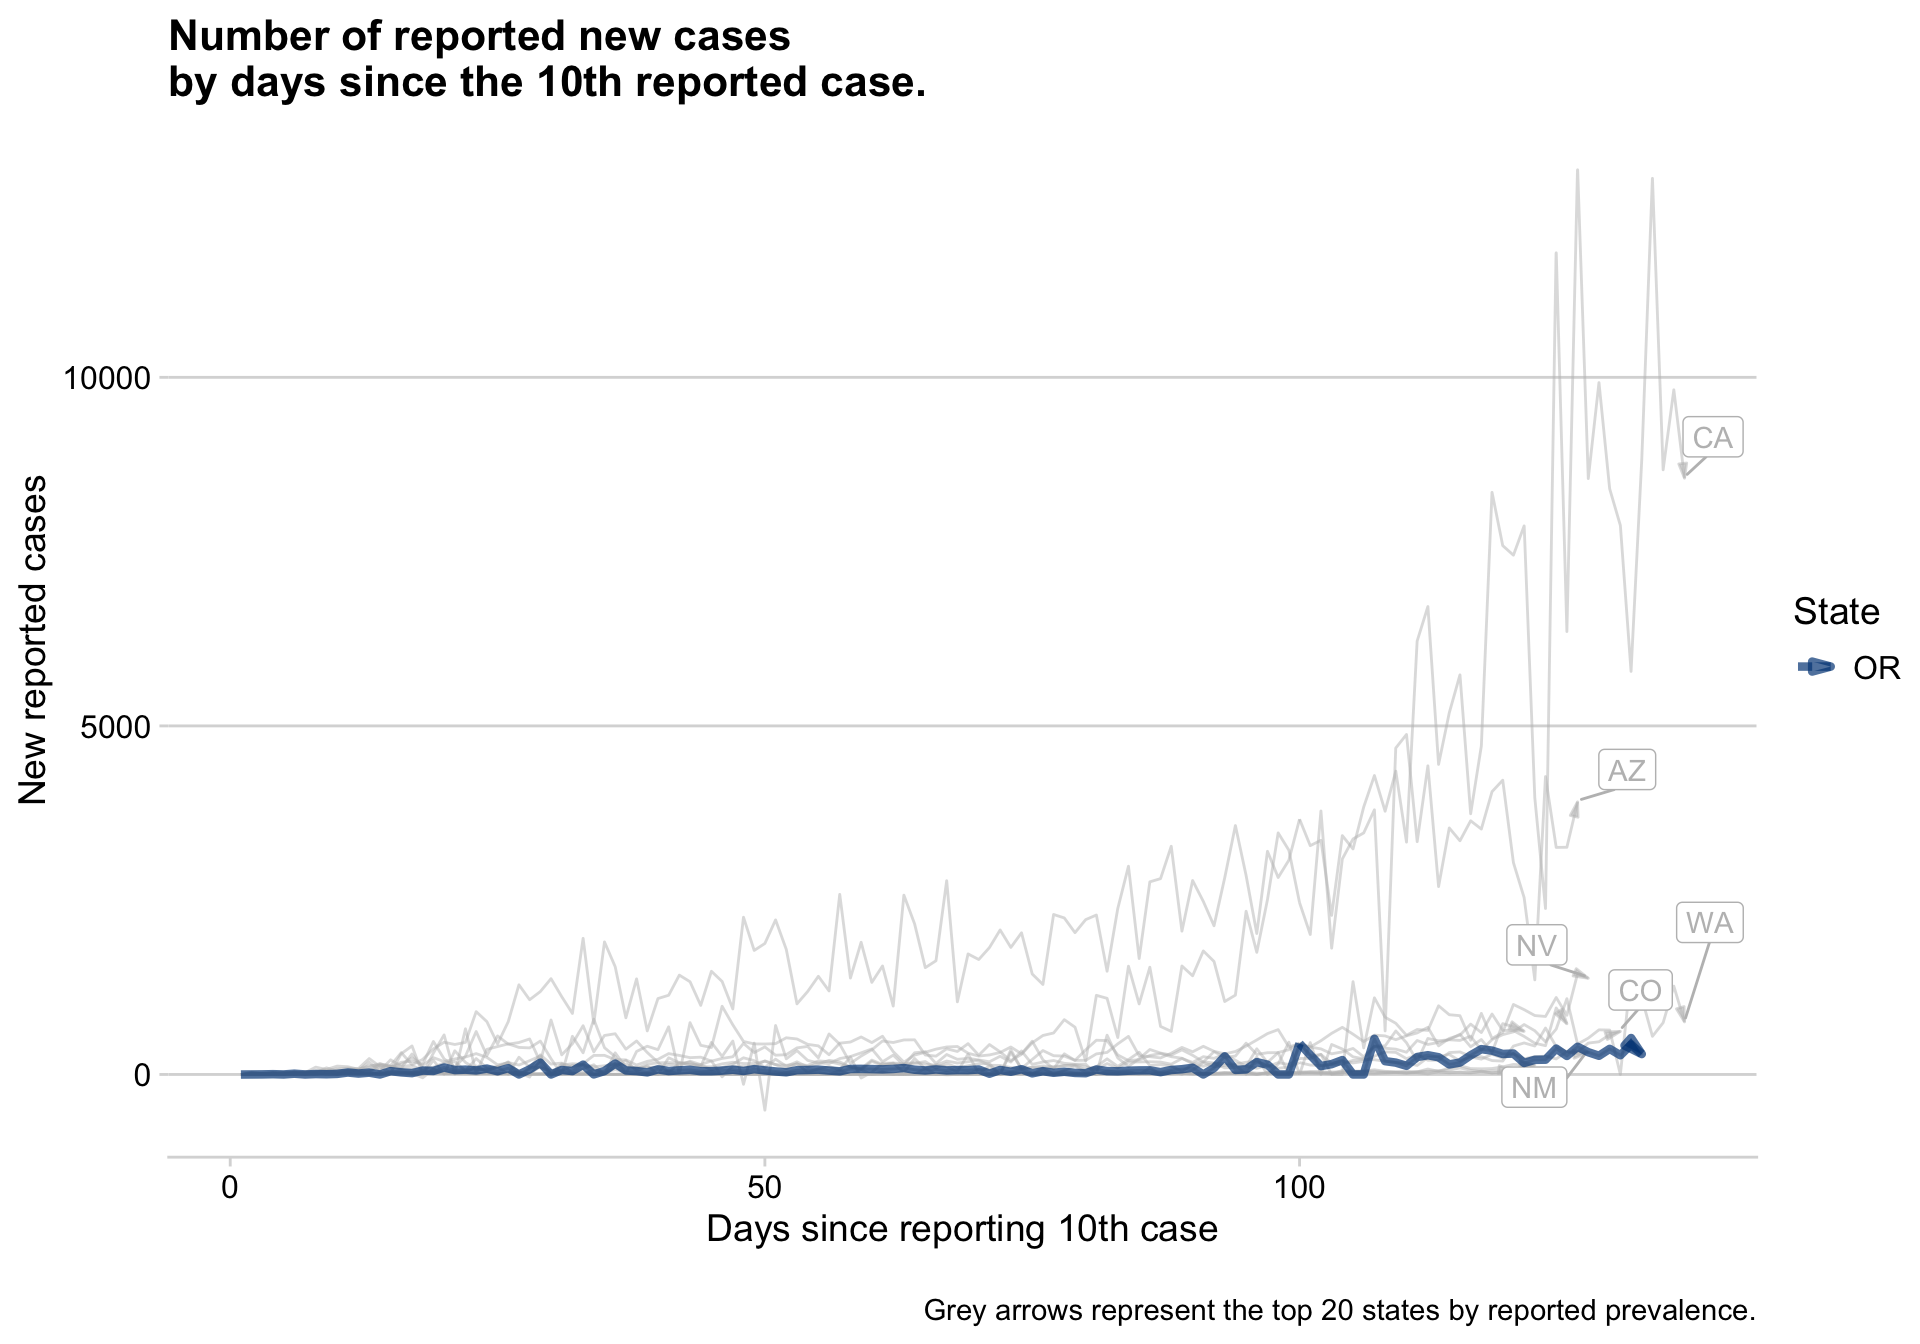 Number of reported new cases
by days since the 10th reported case.
New reported cases
10000
5000
0
CA
AZ
WA
NV
CO
NM
State
OR
0
50
100
Days since reporting 10th case
Grey arrows represent the top 20 states by reported prevalence.